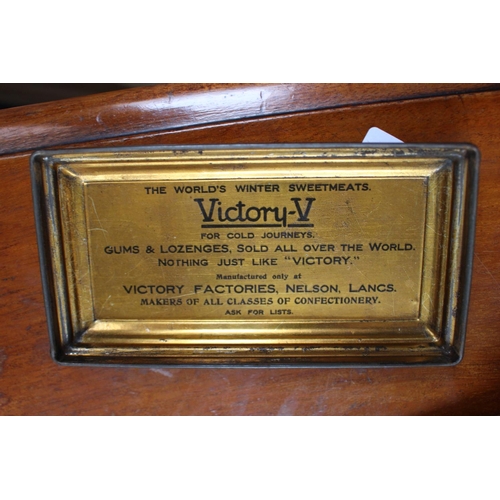 THE WORLD'S WINTER SWEETMEATS.
Victory-V
FOR COLD JOURNEYS.
GUMS & LOZENGES, SOLD ALL OVER THE WORLD.
NOTHING JUST LIKE "VICTORY."
Manufactured only at
VICTORY FACTORIES, NELSON, LANCS.
MAKERS OF ALL CLASSES OF CONFECTIONERY.
ASK FOR LISTS.